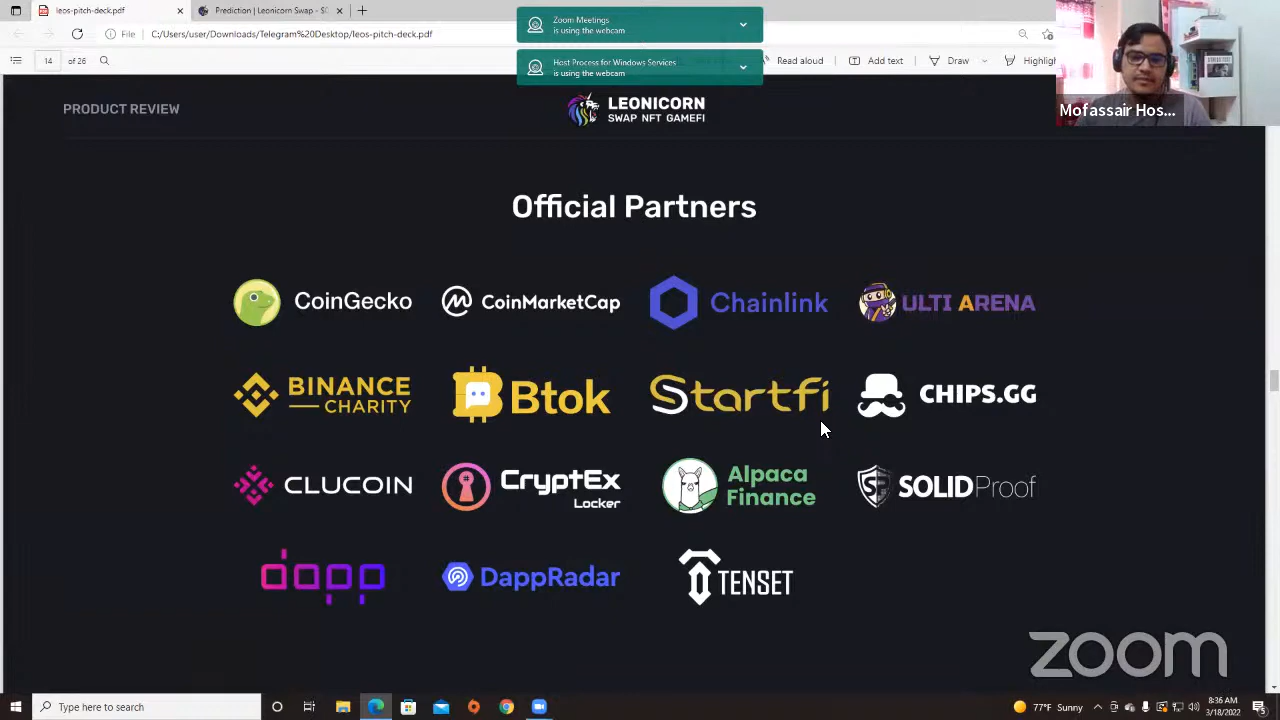 leos-pitch-deck.pdf
Prediction | Leonicorn Swap - SC
Zoom Meetings
is using the webcam
File
C:/Users/user/Downloads/Telegram%20Desktop/leos-pitch-deck.pdf
14 of 26
Host Process for Windows Services
is using the webcam
Read aloud
Add text
Draw
Highlight
Mofassair Hos...
PRODUCT REVIEW
LEONICORN
SWAP NFT GAMEFI
Official Partners
CoinGecko
CoinMarketCap
Chainlink
ULTI ARENA
BINANCE
CHARITY
Btok
Startfi
CHIPS.GG
CLUCOIN
CryptEx
Locker
Alpaca
Finance
SOLIDProof
dapp
DappRadar
TENSET
zoom
Type here to search
77°F Sunny
8:36 AM
3/18/2022